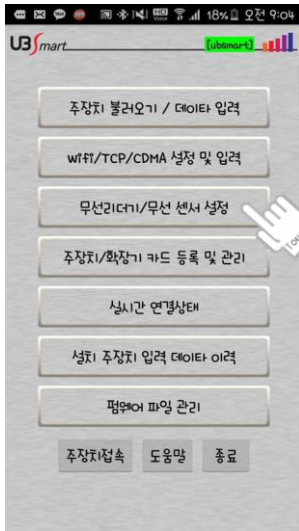 18% 오전 9:04
U3Smart [ubsmart]
주장치 불러오기 / 데이타 입력
wifi/TCP/CDMA 설정 및 입력
무선리더기/무선 센서 설정
주장치/확장기 카드 등록 및 관리
실시간 연결상태
설치 주장치 입력 데이타 이력
펌웨어 파일 관리
주장치접속 도움말 종료